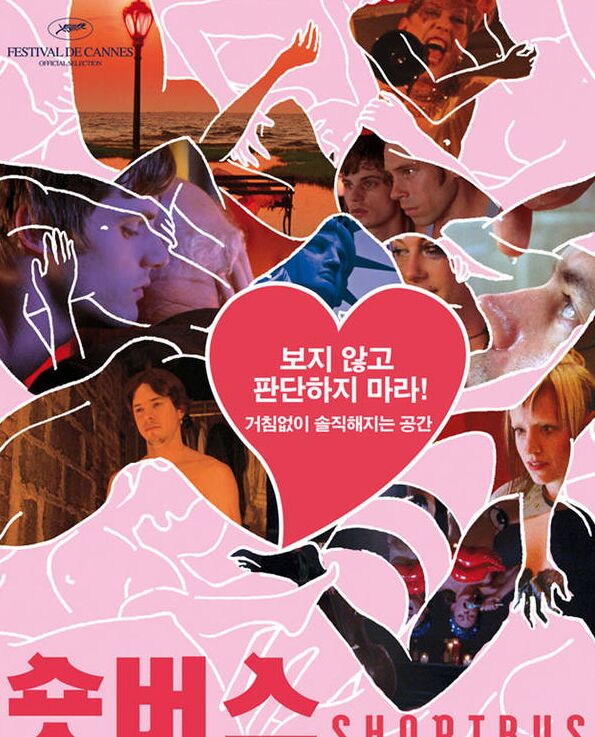 FESTIVAL DE CANNES
OFFICIAL SELECTION
보지 않고
판단하지 마라!
거침없이 솔직해지는 공간
숏버스 SHORTBUS